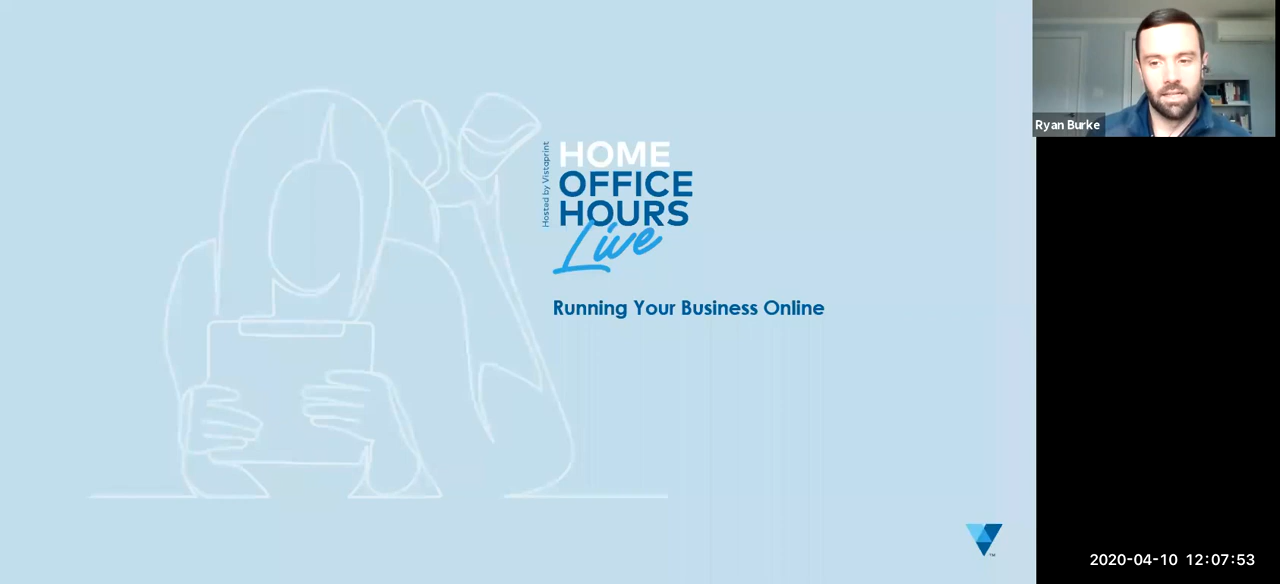 Hosted by Vistaprint
HOME
OFFICE
HOURS
Live
Running Your Business Online
Ryan Burke
TM
2020-04-10 12:07:53